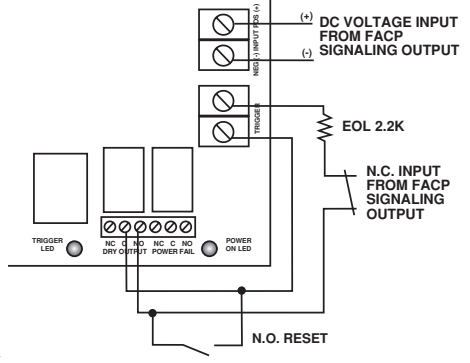 (+)
DC VOLTAGE INPUT
FROM FACP
SIGNALING OUTPUT
(-)
NEG (-) INPUT POS (+)
TRIGGER
EOL 2.2K
N.C. INPUT
FROM FACP
SIGNALING
OUTPUT
TRIGGER
LED
NC C NO NC C NO
DRY OUTPUT POWER FAIL
POWER
ON LED
N.O. RESET